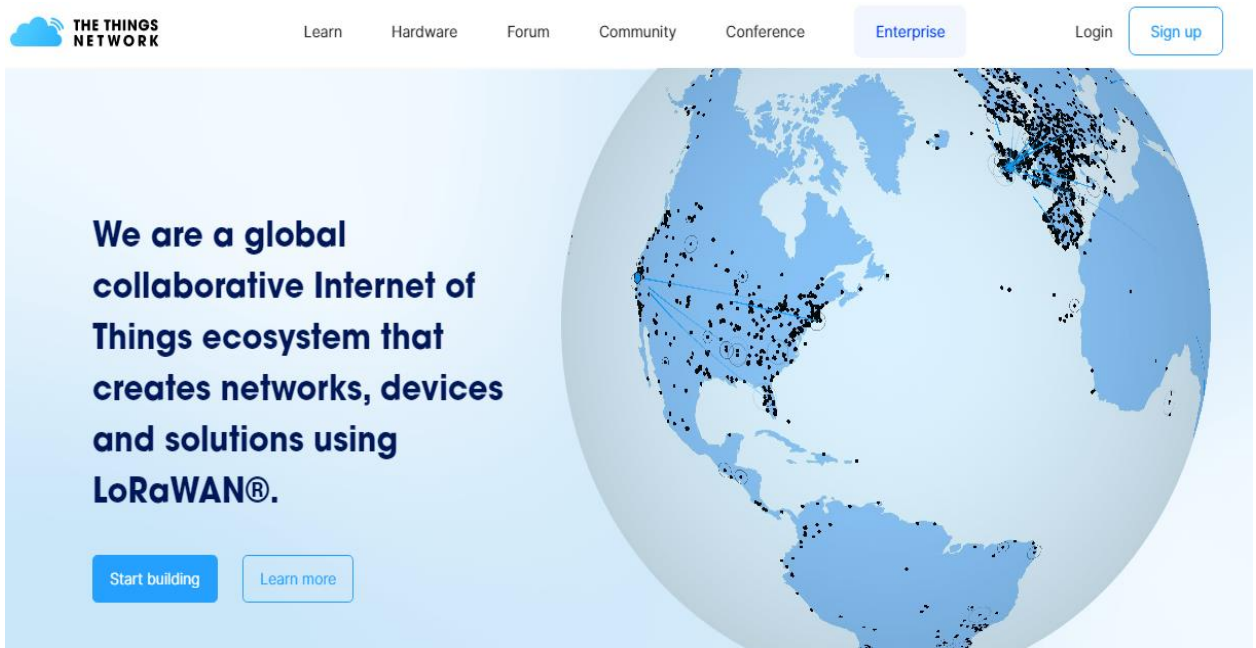 THE THINGS
NETWORK
Learn
Hardware
Forum
Community
Conference
Enterprise
Login
Sign up
We are a global
collaborative Internet of
Things ecosystem that
creates networks, devices
and solutions using
LoRaWAN®.
Start building
Learn more